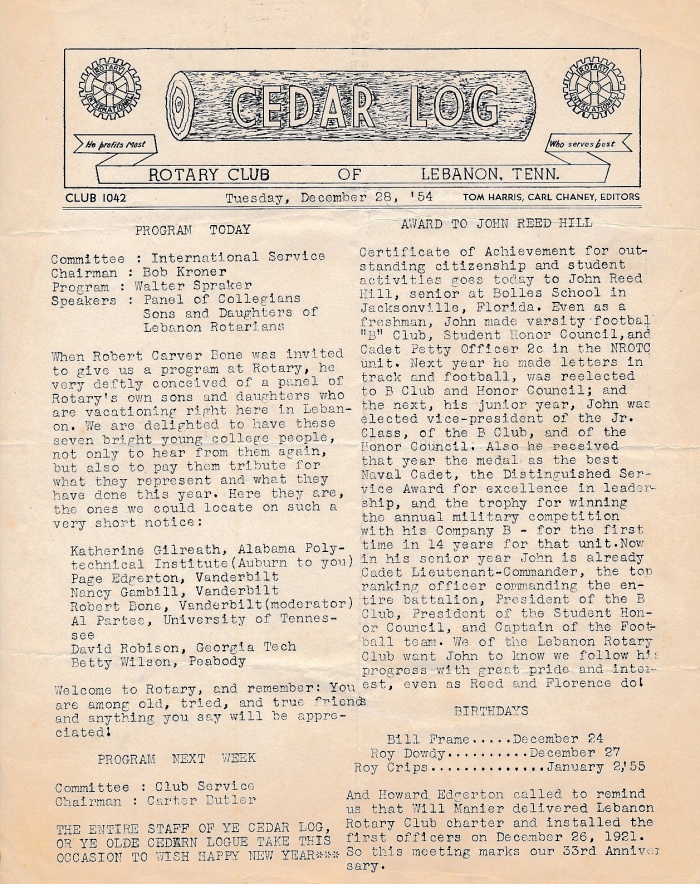 ROTARY
INTERNATIONAL
CEDAR LOG
ROTARY
INTERNATIONAL
He profits Most
Who serves best
ROTARY CLUB OF LEBANON, TENN.
CLUB 1042
Tuesday, December 28, '54
TOM HARRIS, CARL CHANEY, EDITORS
PROGRAM TODAY
Committee : International Service
Chairman : Bob Kroner
Program : Walter Spraker
Speakers : Panel of Collegians
Sons and Daughters of
Lebanon Rotarians
When Robert Carver Bone was invited
to give us a program at Rotary, he
very deftly conceived of a panel of
Rotary's own sons and daughters who
are vacationing right here in Leban-
on. We are delighted to have these
seven bright young college people,
not only to hear from them again,
but also to pay them tribute for
what they represent and what they
have done this year. Here they are,
the ones we could locate on such a
very short notice:
Katherine Gilreath, Alabama Poly-
technical Institute(Auburn to you)
Page Edgerton, Vanderbilt
Nancy Gambill, Vanderbilt
Robert Bone, Vanderbilt(moderator)
Al Partee, University of Tennes-
see
David Robison, Georgia Tech
Betty Wilson, Peabody
Welcome to Rotary, and remember: You
are among old, tried, and true friends
and anything you say will be appre-
ciated!
PROGRAM NEXT WEEK
Committee : Club Service
Chairman : Carter Butler
THE ENTIRE STAFF OF YE CEDAR LOG,
OR YE OLDE CEDERN LOGUE TAKE THIS
OCCASION TO WISH HAPPY NEW YEAR***
AWARD TO JOHN REED HILL
Certificate of Achievement for out-
standing citizenship and student
activities goes today to John Reed
Hill, senior at Bolles School in
Jacksonville, Florida. Even as a
freshman, John made varsity football
"B" Club, Student Honor Council,and
Cadet Petty Officer 2c in the NROTC
unit. Next year he made letters in
track and football, was reelected
to B Club and Honor Council; and
the next, his junior year, John was
elected vice-president of the Jr.
Class, of the B Club, and of the
Honor Council. Also he received
that year the medal as the best
Naval Cadet, the Distinguished Ser-
vice Award for excellence in leader-
ship, and the trophy for winning
the annual military competition
with his Company B - for the first
time in 14 years for that unit.Now
in his senior year John is already
Cadet Lieutenant-Commander, the top
ranking officer commanding the en-
tire battalion, President of the B
Club, President of the Student Hon-
or Council, and Captain of the Foot-
ball team. We of the Lebanon Rotary
Club want John to know we follow his
progress with great pride and inter-
est, even as Reed and Florence do!
BIRTHDAYS
Bill Frame.....December 24
Roy Dowdy..........December 27
Roy Crips..............January 2,'55
And Howard Edgerton called to remind
us that Will Manier delivered Lebanon
Rotary Club charter and installed the
first officers on December 26, 1921.
So this meeting marks our 33rd Anniver
sary.